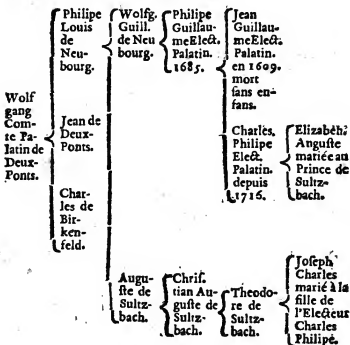 Wolf
gang
Com-
te Pa-
latin de
Deux-
Ponts.
Philipe
Louis
de
Neu-
bourg.
Jean de
Deux-
Ponts.
Char-
les de
Bir-
ken-
feld.
Wolfg.
Guill.
de Neu
bourg.
Augu-
ſte de
Sultz-
bach.
Philipe
Guillau-
me Elect.
Palatin.
1685.
Chriſ-
tian Au-
guſte de
Sultz-
bach.
Jean
Guillau-
me Elect.
Palatin.
en 1609.
mort
ſans en-
fans.
Charles,
Philipe
Elect.
Palatin.
depuis
1716.
Theodo-
re de
Sultz-
bach.
Elizabéh,
Anguſte
matiée au
Prince de
Sultz-
bach.
Joſeph
Charles
marié à la
fille de
l'Electeur
Charles
Philipe.